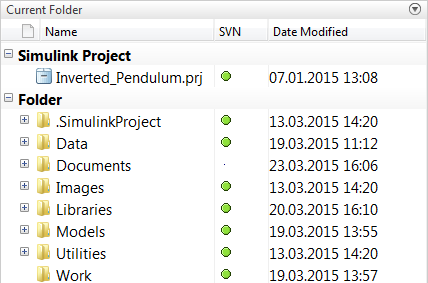 Current Folder
Name SVN Date Modified
Simulink Project
Inverted_Pendulum.prj 07.01.2015 13:08
Folder
.SimulinkProject 13.03.2015 14:20
Data 19.03.2015 11:12
Documents 23.03.2015 16:06
Images 13.03.2015 14:20
Libraries 20.03.2015 16:10
Models 19.03.2015 13:55
Utilities 13.03.2015 14:20
Work 19.03.2015 13:57